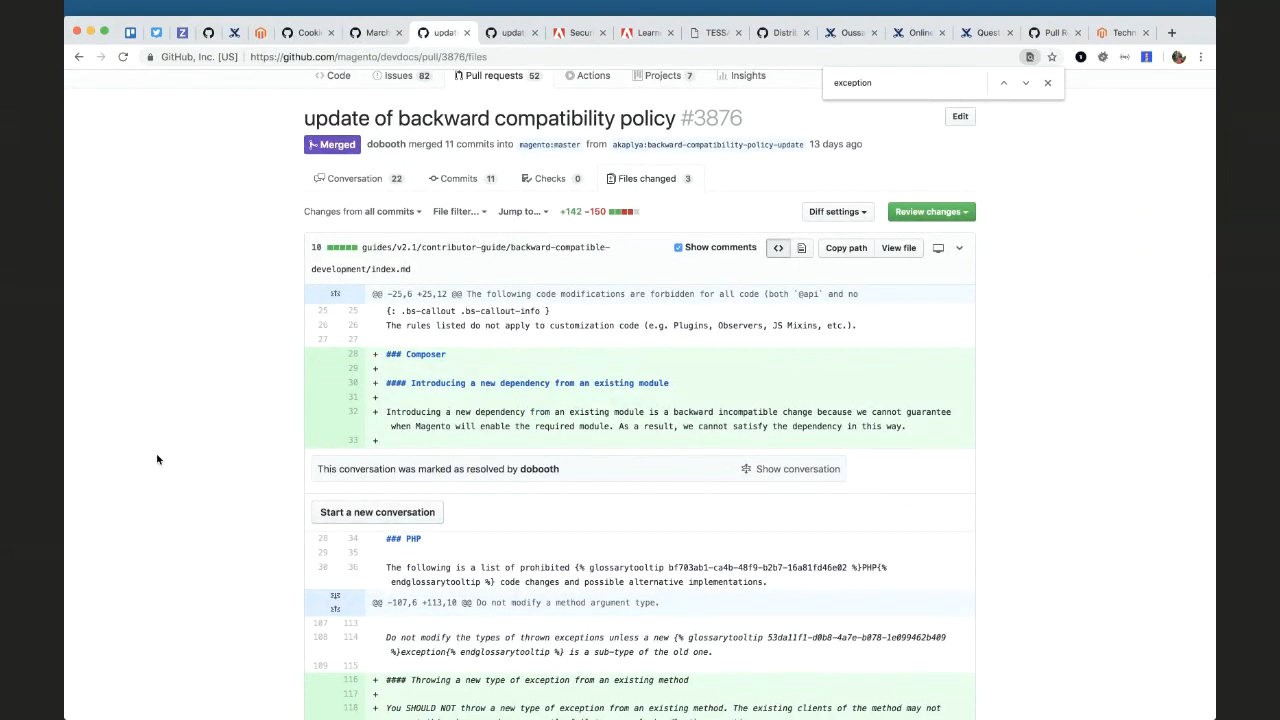 Cookie
March
updat
updat
Secur
Learn
TESSA
Distril
Oussa
Online
Quest
Pull Re
Techn
GitHub, Inc. [US] https://github.com/magento/devdocs/pull/3876/files
Code Issues 82 Pull requests 52 Actions Projects 7 Insights
exception
update of backward compatibility policy #3876
Edit
Merged dobooth merged 11 commits into magento:master from akaplya:backward-compatibility-policy-update 13 days ago
Conversation 22 Commits 11 Checks 0 Files changed 3
Changes from all commits File filter... Jump to... +142 −150 Diff settings Review changes
10 guides/v2.1/contributor-guide/backward-compatible-
development/index.md
Show comments Copy path View file
@@ -25,6 +25,12 @@ The following code modifications are forbidden for all code (both `@api` and no
25 25 {: .bs-callout .bs-callout-info }
26 26 The rules listed do not apply to customization code (e.g. Plugins, Observers, JS Mixins, etc.).
27 27
28 + ### Composer
29 +
30 + #### Introducing a new dependency from an existing module
31 +
32 + Introducing a new dependency from an existing module is a backward incompatible change because we cannot guarantee
when Magento will enable the required module. As a result, we cannot satisfy the dependency in this way.
33 +
This conversation was marked as resolved by dobooth Show conversation
Start a new conversation
28 34 ### PHP
29 35
30 36 The following is a list of prohibited {% glossarytooltip bf703ab1-ca4b-48f9-b2b7-16a81fd46e02 %}PHP{%
endglossarytooltip %} code changes and possible alternative implementations.
@@ -107,6 +113,10 @@ Do not modify a method argument type.
107 113
108 114 Do not modify the types of thrown exceptions unless a new {% glossarytooltip 53da11f1-d0b8-4a7e-b078-1e099462b409
%}exception{% endglossarytooltip %} is a sub-type of the old one.
109 115
116 + #### Throwing a new type of exception from an existing method
117 +
118 + You SHOULD NOT throw a new type of exception from an existing method. The existing clients of the method may not